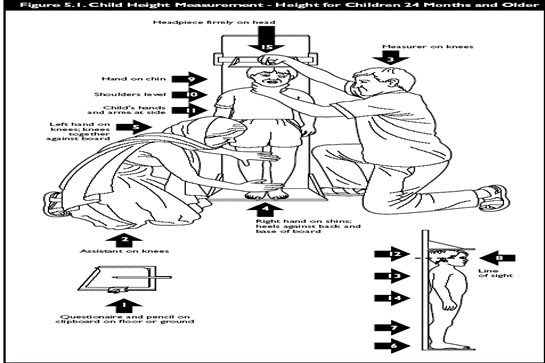 Figure 5.1. Child Height Measurement - Height for Children 24 Months and Older
Headpiece firmly on head
15
Measurer on knees
3
Hand on chin
9
Shoulders level
10
Child's hands
and arms at side
11
Left hand on
knees; knees
together
against board
5
4
Right hand on shins;
heels against back and
base of board
2
Assistant on knees
1
Questionaire and pencil on
clipboard on floor or ground
12
8
Line
of sight
13
14
7
6